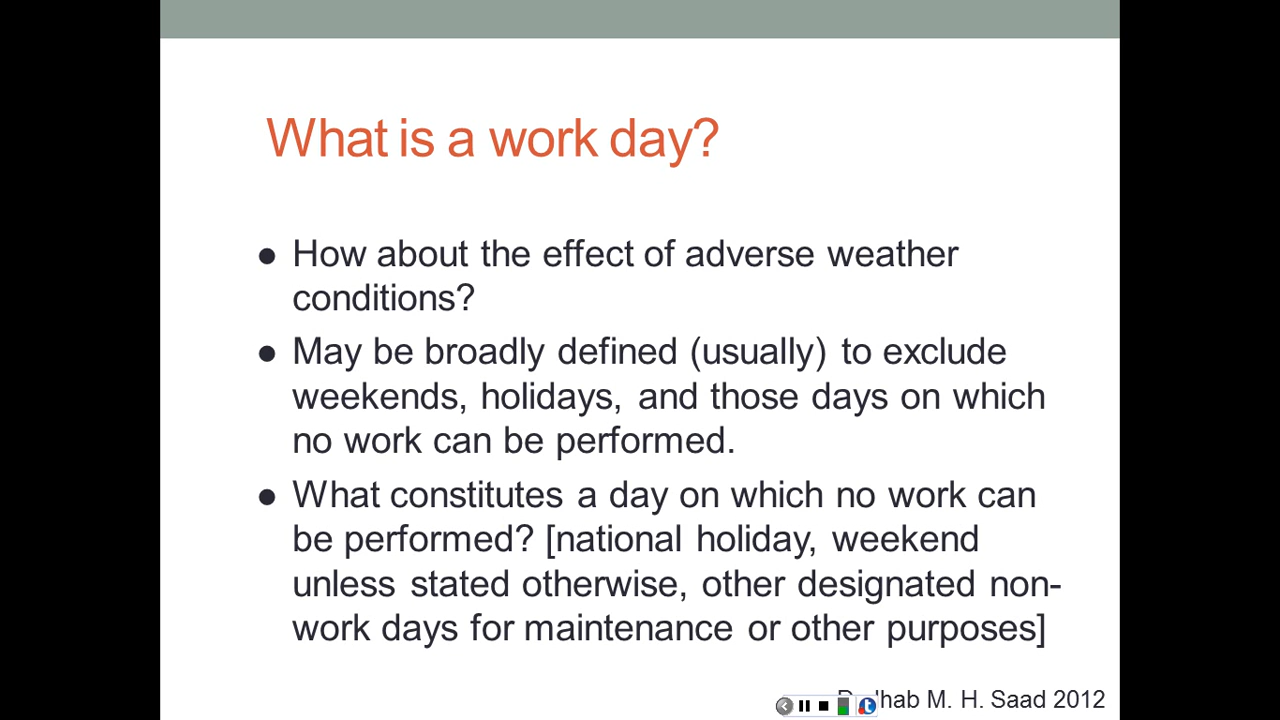 What is a work day?
● How about the effect of adverse weather
conditions?
● May be broadly defined (usually) to exclude
weekends, holidays, and those days on which
no work can be performed.
● What constitutes a day on which no work can
be performed? [national holiday, weekend
unless stated otherwise, other designated non-
work days for maintenance or other purposes]
M. H. Saad 2012